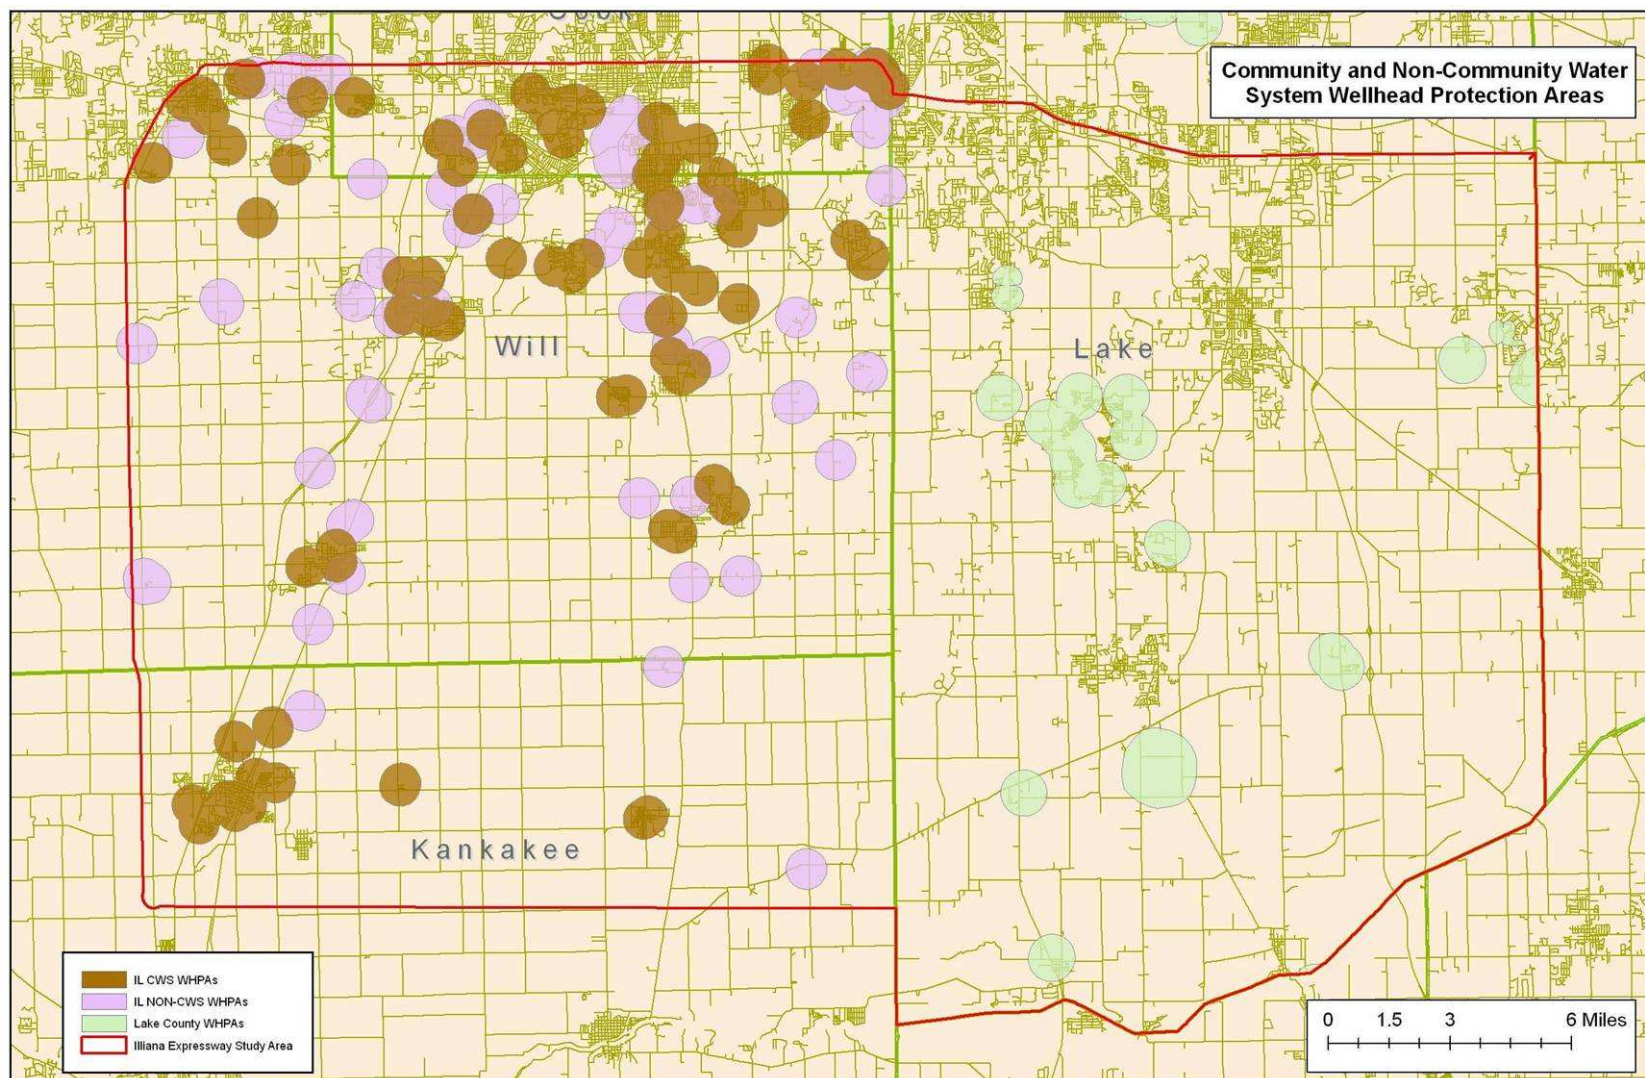 Cook
Community and Non-Community Water
System Wellhead Protection Areas
Will
Lake
Kankakee
IL CWS WHPAs
IL NON-CWS WHPAs
Lake County WHPAs
Illiana Expressway Study Area
0 1.5 3 6 Miles